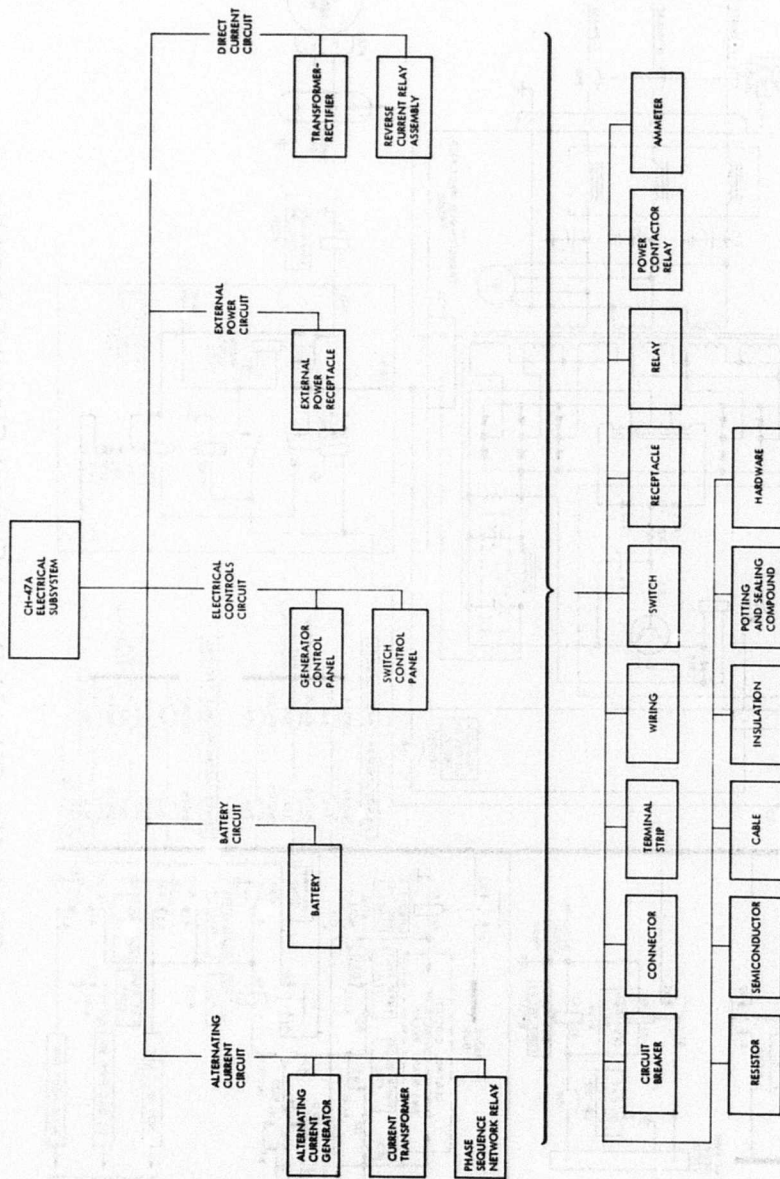 CH-47A
ELECTRICAL
SUBSYSTEM
ALTERNATING
CURRENT
CIRCUIT
BATTERY
CIRCUIT
ELECTRICAL
CONTROLS
CIRCUIT
EXTERNAL
POWER
CIRCUIT
DIRECT
CURRENT
CIRCUIT
ALTERNATING
CURRENT
GENERATOR
CURRENT
TRANSFORMER
PHASE
SEQUENCE
NETWORK RELAY
BATTERY
GENERATOR
CONTROL
PANEL
SWITCH
CONTROL
PANEL
EXTERNAL
POWER
RECEPTACLE
TRANSFORMER-
RECTIFIER
REVERSE
CURRENT RELAY
ASSEMBLY
CIRCUIT
BREAKER
CONNECTOR
TERMINAL
STRIP
WIRING
SWITCH
RECEPTACLE
RELAY
POWER
CONTACTOR
RELAY
AMMETER
RESISTOR
SEMICONDUCTOR
CABLE
INSULATION
POTTING
AND SEALING
COMPOUND
HARDWARE